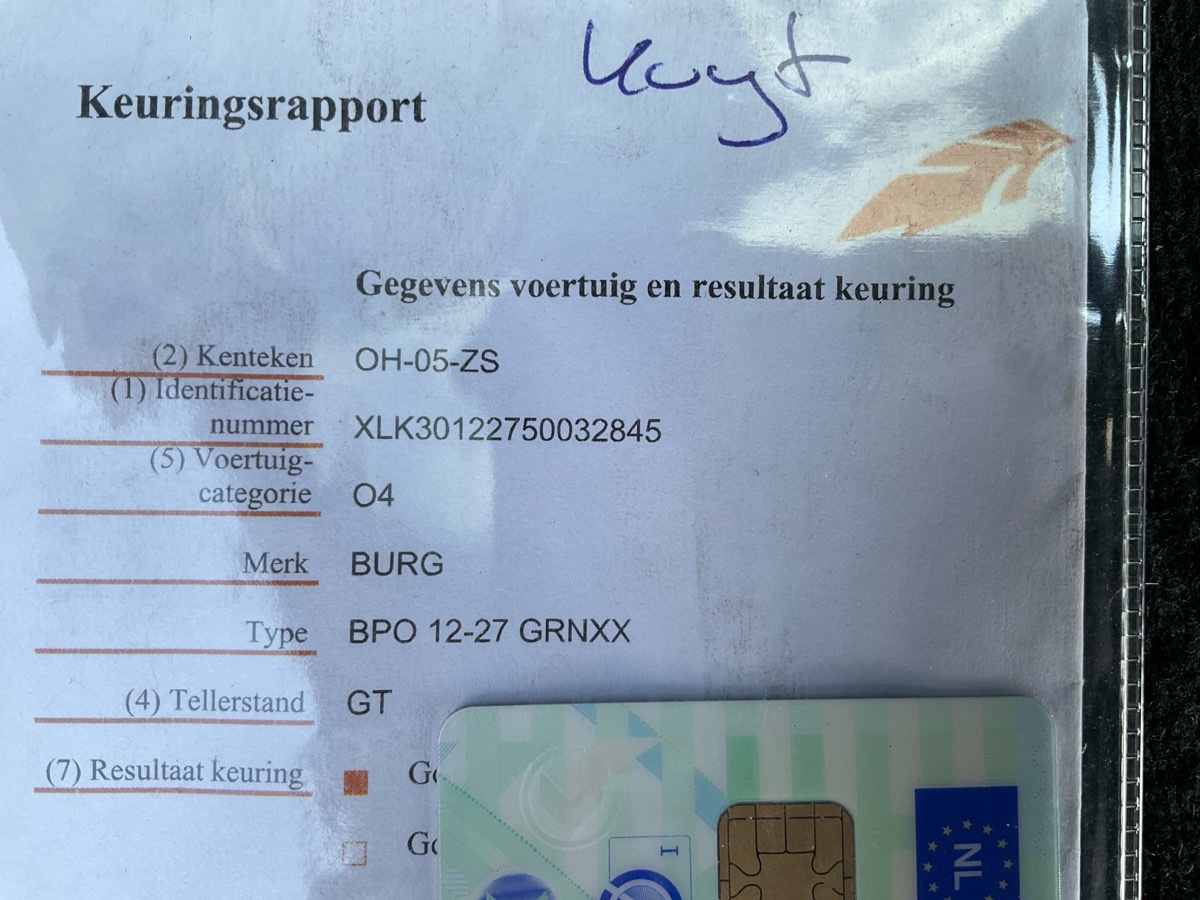 Keuringsrapport
Gegevens voertuig en resultaat keuring
(2) Kenteken OH-05-ZS
(1) Identificatie-
nummer XLK30122750032845
(5) Voertuig-
categorie O4
Merk BURG
Type BPO 12-27 GRNXX
(4) Tellerstand GT
(7) Resultaat keuring
I
NL